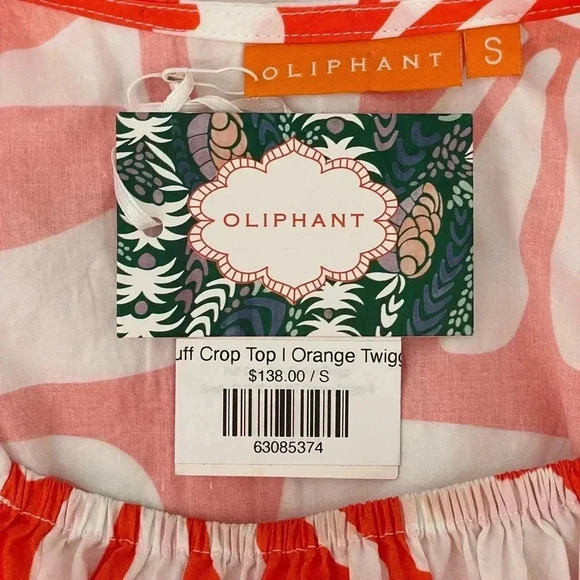 OLIPHANT S
OLIPHANT
uff Crop Top | Orange Twigg
$138.00 / S
63085374